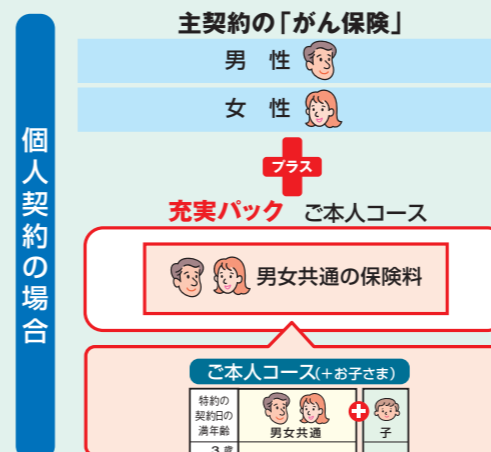 個人契約の場合
主契約の「がん保険」
男 性
女 性
プラス
充実パック ご本人コース
男女共通の保険料
ご本人コース(+お子さま)
特約の
契約日の
満年齢
男女共通
子
3歳